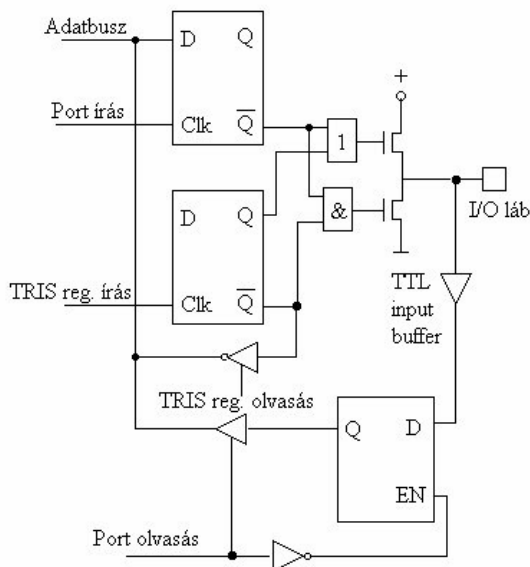 Adatbusz
D Q
Port írás
Clk Q
+
1
D Q
&
I/O láb
TRIS reg. írás
Clk Q
TTL
input
buffer
TRIS reg. olvasás
Q D
EN
Port olvasás